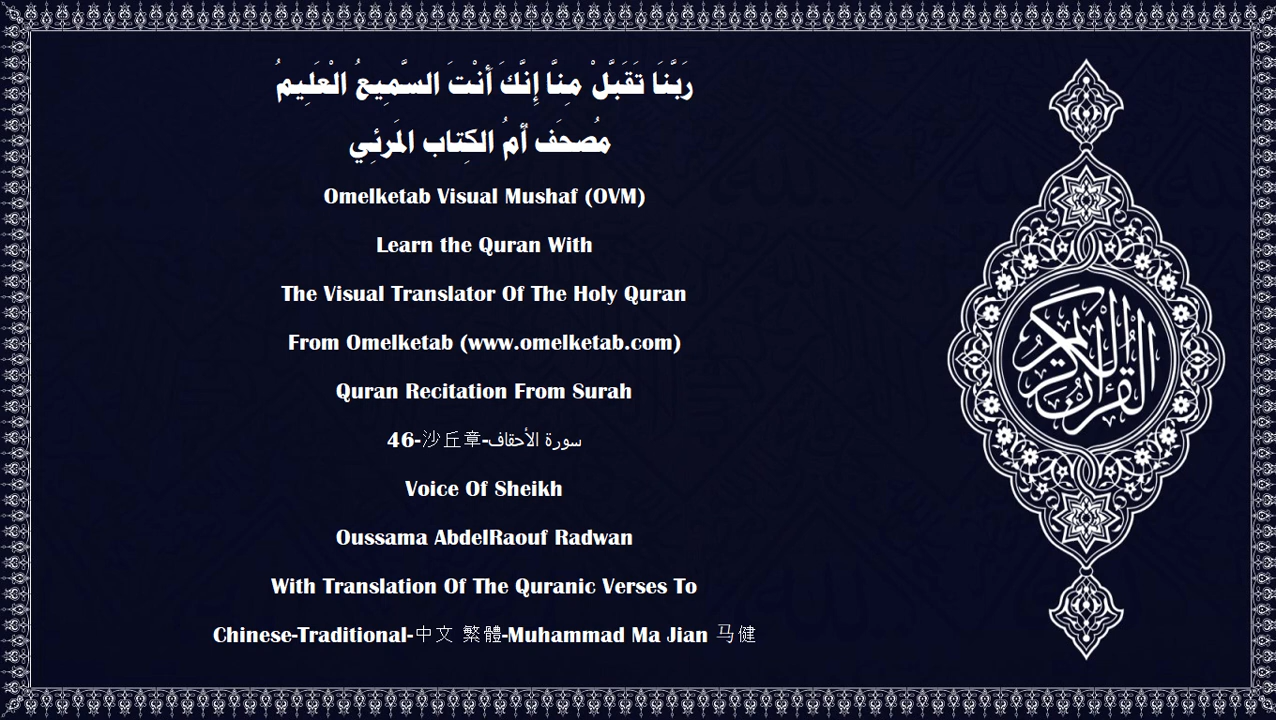 رَبَّنَا تَقَبَّلْ مِنَّا إِنَّكَ أَنْتَ السَّمِيعُ الْعَلِيمُ
مُصحَف أمُ الكِتاب المَرئِي
Omelketab Visual Mushaf (OVM)
Learn the Quran With
The Visual Translator Of The Holy Quran
From Omelketab (www.omelketab.com)
Quran Recitation From Surah
46-沙丘章-سورة الأحقاف
Voice Of Sheikh
Oussama AbdelRaouf Radwan
With Translation Of The Quranic Verses To
Chinese-Traditional-中文 繁體-Muhammad Ma Jian 马健
القرآن الكريم